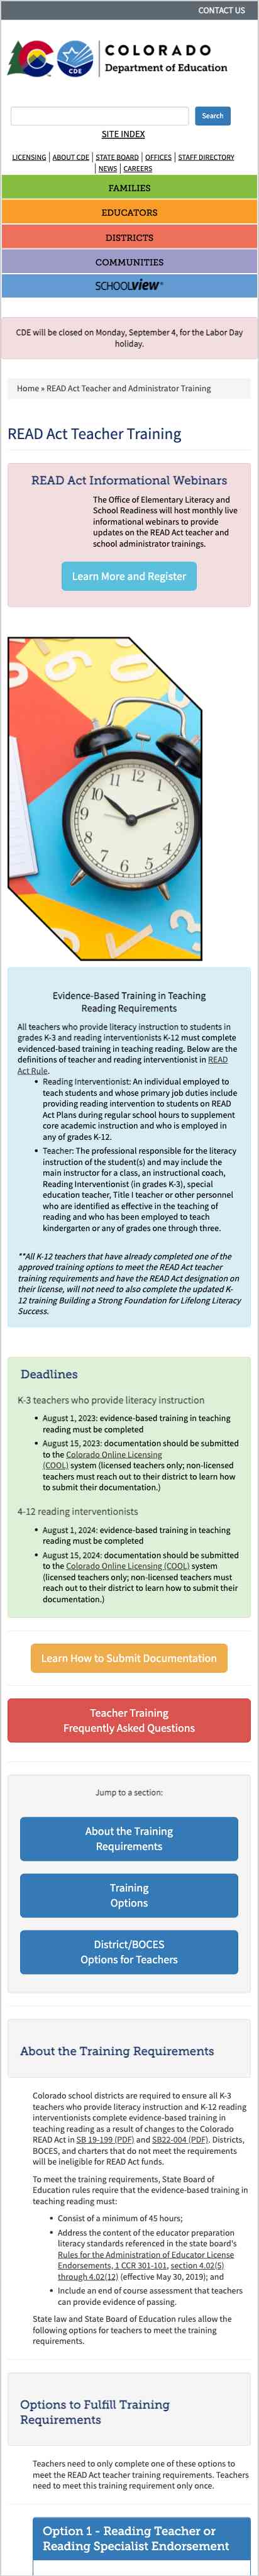 CONTACT US
COLORADO
Department of Education
CDE
Search
SITE INDEX
LICENSING | ABOUT CDE | STATE BOARD | OFFICES | STAFF DIRECTORY
| NEWS | CAREERS
FAMILIES
EDUCATORS
DISTRICTS
COMMUNITIES
SCHOOLVIEW®
CDE will be closed on Monday, September 4, for the Labor Day
holiday.
Home » READ Act Teacher and Administrator Training
READ Act Teacher Training
READ Act Informational Webinars
The Office of Elementary Literacy and
School Readiness will host monthly live
informational webinars to provide
updates on the READ Act teacher and
school administrator trainings.
Learn More and Register
Evidence-Based Training in Teaching
Reading Requirements
All teachers who provide literacy instruction to students in
grades K-3 and reading interventionists K-12 must complete
evidenced-based training in teaching reading. Below are the
definitions of teacher and reading interventionist in READ
Act Rule.
• Reading Interventionist: An individual employed to
teach students and whose primary job duties include
providing reading intervention to students on READ
Act Plans during regular school hours to supplement
core academic instruction and who is employed in
any of grades K-12.
• Teacher: The professional responsible for the literacy
instruction of the student(s) and may include the
main instructor for a class, an instructional coach,
Reading Interventionist (in grades K-3), special
education teacher, Title I teacher or other personnel
who are identified as effective in the teaching of
reading and who has been employed to teach
kindergarten or any of grades one through three.
**All K-12 teachers that have already completed one of the
approved training options to meet the READ Act teacher
training requirements and have the READ Act designation on
their license, will not need to also complete the updated K-
12 training Building a Strong Foundation for Lifelong Literacy
Success.
Deadlines
K-3 teachers who provide literacy instruction
• August 1, 2023: evidence-based training in teaching
reading must be completed
• August 15, 2023: documentation should be submitted
to the Colorado Online Licensing
(COOL) system (licensed teachers only; non-licensed
teachers must reach out to their district to learn how
to submit their documentation.)
4-12 reading interventionists
• August 1, 2024: evidence-based training in teaching
reading must be completed
• August 15, 2024: documentation should be submitted
to the Colorado Online Licensing (COOL) system
(licensed teachers only; non-licensed teachers must
reach out to their district to learn how to submit their
documentation.)
Learn How to Submit Documentation
Teacher Training
Frequently Asked Questions
Jump to a section:
About the Training
Requirements
Training
Options
District/BOCES
Options for Teachers
About the Training Requirements
Colorado school districts are required to ensure all K-3
teachers who provide literacy instruction and K-12 reading
interventionists complete evidence-based training in
teaching reading as a result of changes to the Colorado
READ Act in SB 19-199 (PDF) and SB22-004 (PDF). Districts,
BOCES, and charters that do not meet the requirements
will be ineligible for READ Act funds.
To meet the training requirements, State Board of
Education rules require that the evidence-based training in
teaching reading must:
• Consist of a minimum of 45 hours;
• Address the content of the educator preparation
literacy standards referenced in the state board's
Rules for the Administration of Educator License
Endorsements, 1 CCR 301-101, section 4.02(5)
through 4.02(12) (effective May 30, 2019); and
• Include an end of course assessment that teachers
can provide evidence of passing.
State law and State Board of Education rules allow the
following options for teachers to meet the training
requirements.
Options to Fulfill Training
Requirements
Teachers need to only complete one of these options to
meet the READ Act teacher training requirements. Teachers
need to meet this training requirement only once.
Option 1 - Reading Teacher or
Reading Specialist Endorsement